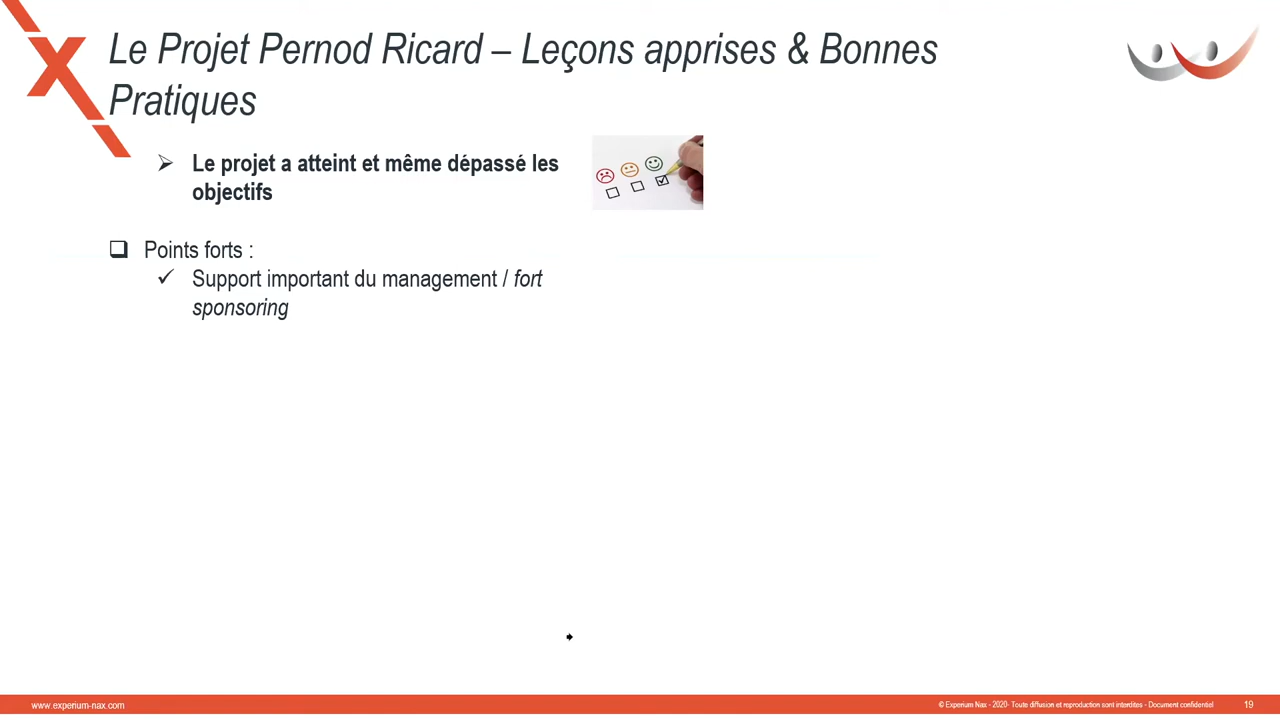 Le Projet Pernod Ricard – Leçons apprises & Bonnes
Pratiques
Le projet a atteint et même dépassé les
objectifs
Points forts :
Support important du management / fort
sponsoring
www.experium-nax.com
© Experium Nax - 2020- Toute diffusion et reproduction sont interdites - Document confidentiel
19